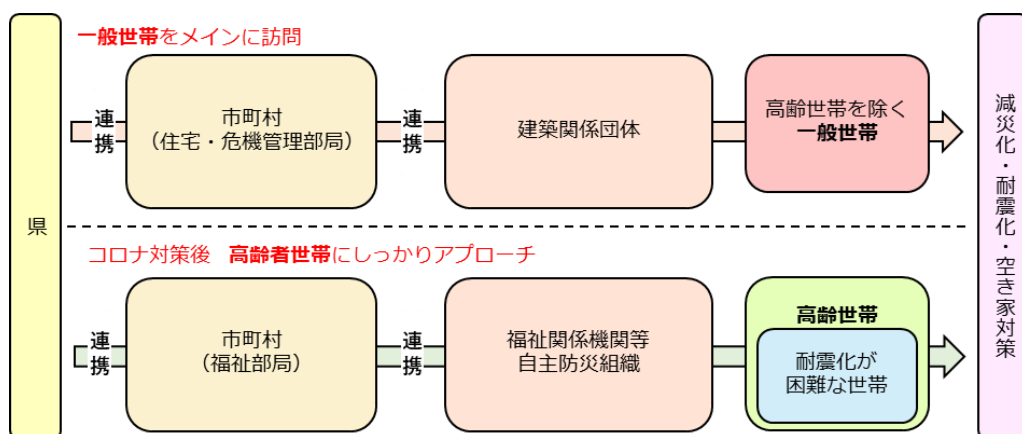 県
一般世帯をメインに訪問
連携
市町村
（住宅・危機管理部局）
連携
建築関係団体
高齢世帯を除く
一般世帯
コロナ対策後　高齢者世帯にしっかりアプローチ
連携
市町村
（福祉部局）
連携
福祉関係機関等
自主防災組織
高齢世帯
耐震化が
困難な世帯
減災化・耐震化・空き家対策